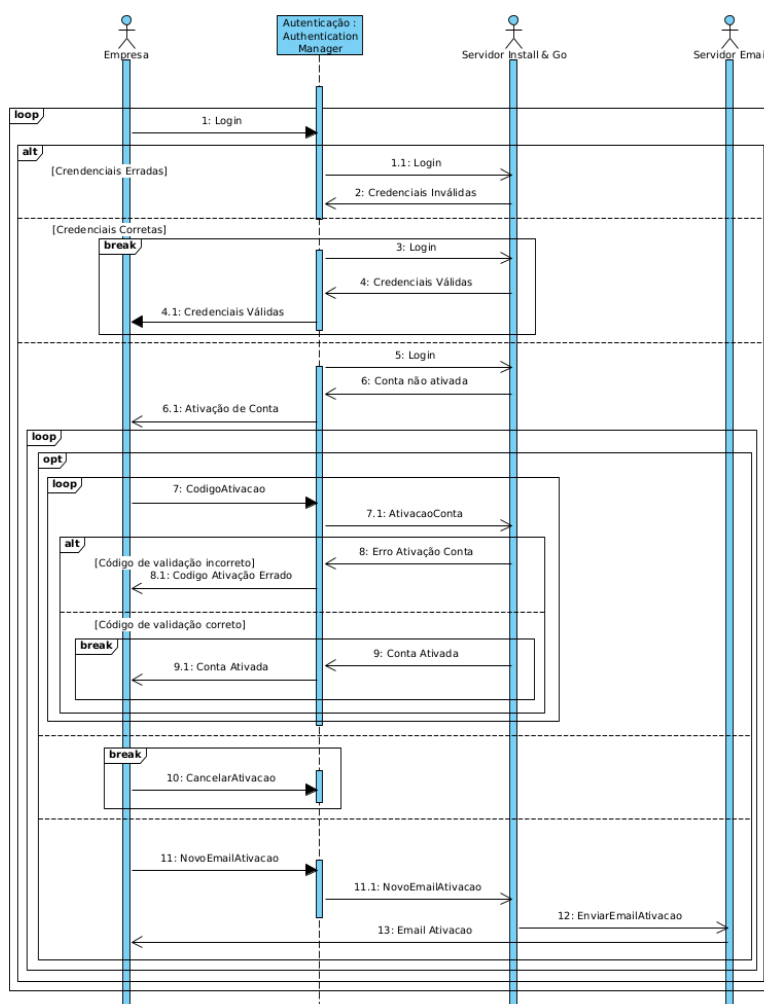 Autenticação :
Authentication
Manager
Empresa
Servidor Install & Go
Servidor Email
loop
1: Login
alt
[Crendenciais Erradas]
1.1: Login
2: Credenciais Inválidas
[Credenciais Corretas]
break
3: Login
4: Credenciais Válidas
4.1: Credenciais Válidas
5: Login
6: Conta não ativada
6.1: Ativação de Conta
loop
opt
loop
7: CodigoAtivacao
7.1: AtivacaoConta
alt
8: Erro Ativação Conta
[Código de validação incorreto]
8.1: Codigo Ativação Errado
[Código de validação correto]
break
9: Conta Ativada
9.1: Conta Ativada
break
10: CancelarAtivacao
11: NovoEmailAtivacao
11.1: NovoEmailAtivacao
12: EnviarEmailAtivacao
13: Email Ativacao